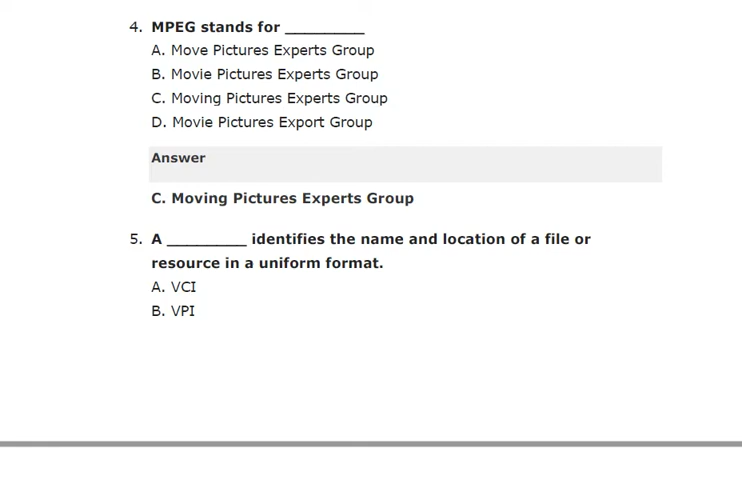 4. MPEG stands for ________
A. Move Pictures Experts Group
B. Movie Pictures Experts Group
C. Moving Pictures Experts Group
D. Movie Pictures Export Group
Answer
C. Moving Pictures Experts Group
5. A ________ identifies the name and location of a file or
resource in a uniform format.
A. VCI
B. VPI